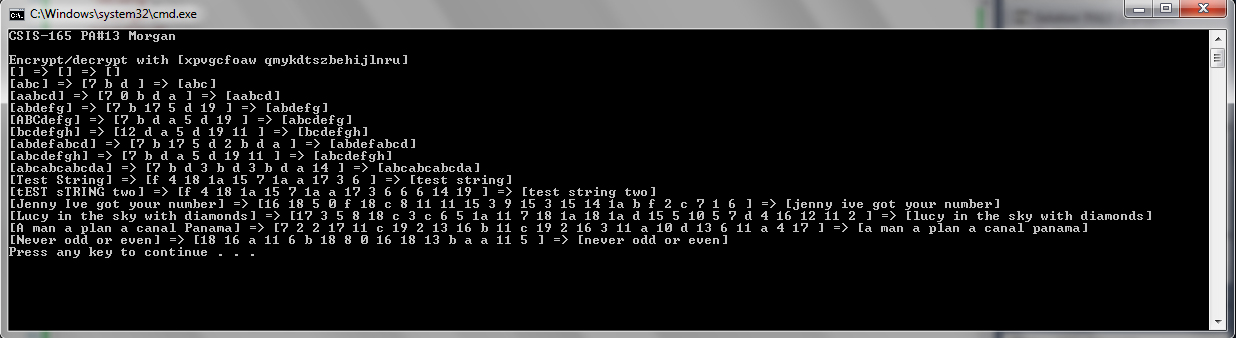 C:\Windows\system32\cmd.exe
CSIS-165 PA#13 Morgan
Encrypt/decrypt with [xpvgcfoaw qmykdtszbehijlnru]
[] => [] => []
[abc] => [7 b d ] => [abc]
[aabcd] => [7 0 b d a ] => [aabcd]
[abdefg] => [7 b 17 5 d 19 ] => [abdefg]
[ABCdefg] => [7 b d a 5 d 19 ] => [abcdefg]
[bcdefgh] => [12 d a 5 d 19 11 ] => [bcdefgh]
[abdefabcd] => [7 b 17 5 d 2 b d a ] => [abdefabcd]
[abcdefgh] => [7 b d a 5 d 19 11 ] => [abcdefgh]
[abcabcabcda] => [7 b d 3 b d 3 b d a 14 ] => [abcabcabcda]
[Test String] => [f 4 18 1a 15 7 1a a 17 3 6 ] => [test string]
[tEST sTRING two] => [f 4 18 1a 15 7 1a a 17 3 6 6 6 14 19 ] => [test string two]
[Jenny Ive got your number] => [16 18 5 0 f 18 c 8 11 11 15 3 9 15 3 15 14 1a b f 2 c 7 1 6 ] => [jenny ive got your number]
[Lucy in the sky with diamonds] => [17 3 5 8 18 c 3 c 6 5 1a 11 7 18 1a 18 1a d 15 5 10 5 7 d 4 16 12 11 2 ] => [lucy in the sky with diamonds]
[A man a plan a canal Panama] => [7 2 2 17 11 c 19 2 13 16 b 11 c 19 2 16 3 11 a 10 d 13 6 11 a 4 17 ] => [a man a plan a canal panama]
[Never odd or even] => [18 16 a 11 6 b 18 8 0 16 18 13 b a a 11 5 ] => [never odd or even]
Press any key to continue . . .